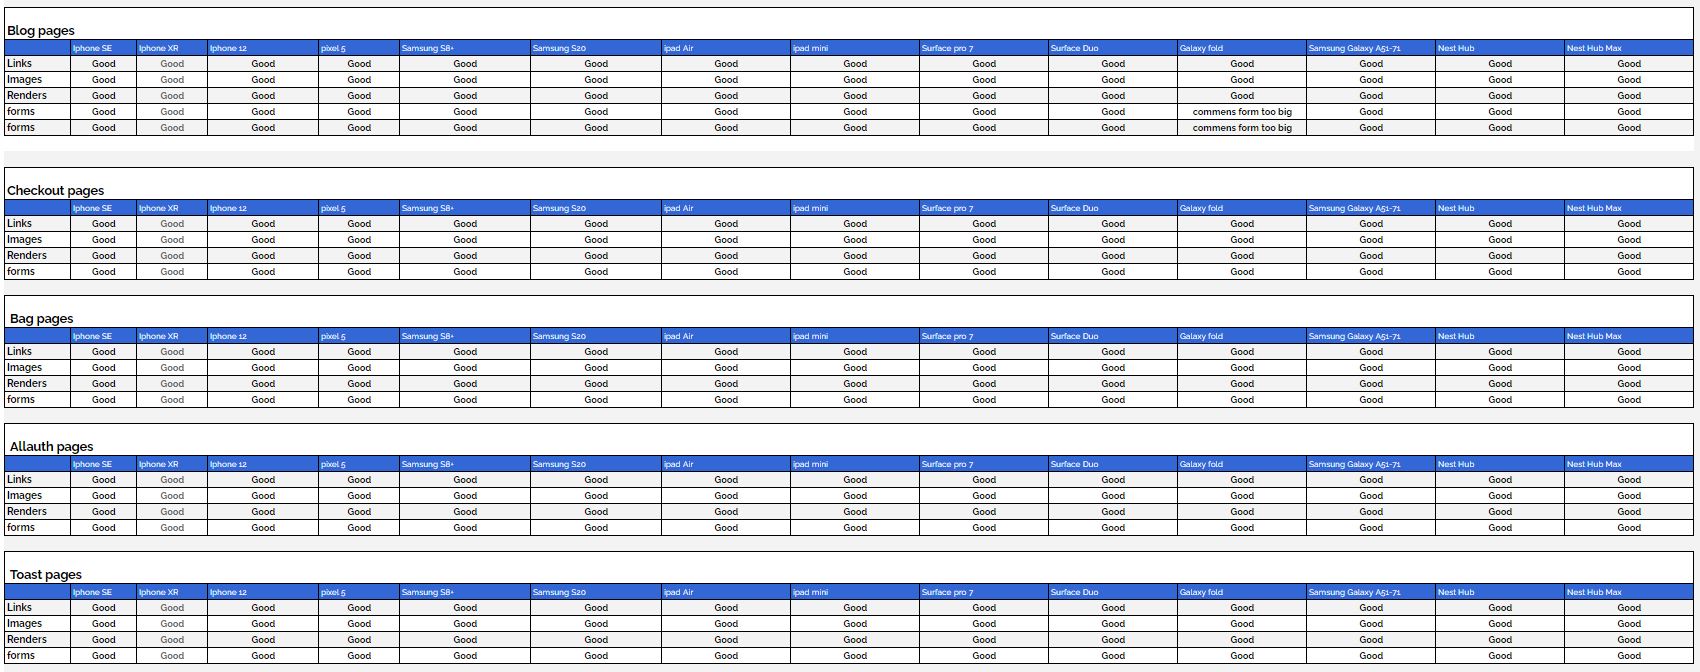 Blog pages
Iphone SE Iphone XR Iphone 12 pixel 5 Samsung S8+ Samsung S20 ipad Air ipad mini Surface pro 7 Surface Duo Galaxy fold Samsung Galaxy A51-71 Nest Hub Nest Hub Max
Links Good Good Good Good Good Good Good Good Good Good Good Good Good Good
Images Good Good Good Good Good Good Good Good Good Good Good Good Good Good
Renders Good Good Good Good Good Good Good Good Good Good Good Good Good Good
forms Good Good Good Good Good Good Good Good Good Good commens form too big Good Good Good
forms Good Good Good Good Good Good Good Good Good Good commens form too big Good Good Good
Checkout pages
Iphone SE Iphone XR Iphone 12 pixel 5 Samsung S8+ Samsung S20 ipad Air ipad mini Surface pro 7 Surface Duo Galaxy fold Samsung Galaxy A51-71 Nest Hub Nest Hub Max
Links Good Good Good Good Good Good Good Good Good Good Good Good Good Good
Images Good Good Good Good Good Good Good Good Good Good Good Good Good Good
Renders Good Good Good Good Good Good Good Good Good Good Good Good Good Good
forms Good Good Good Good Good Good Good Good Good Good Good Good Good Good
Bag pages
Iphone SE Iphone XR Iphone 12 pixel 5 Samsung S8+ Samsung S20 ipad Air ipad mini Surface pro 7 Surface Duo Galaxy fold Samsung Galaxy A51-71 Nest Hub Nest Hub Max
Links Good Good Good Good Good Good Good Good Good Good Good Good Good Good
Images Good Good Good Good Good Good Good Good Good Good Good Good Good Good
Renders Good Good Good Good Good Good Good Good Good Good Good Good Good Good
forms Good Good Good Good Good Good Good Good Good Good Good Good Good Good
Allauth pages
Iphone SE Iphone XR Iphone 12 pixel 5 Samsung S8+ Samsung S20 ipad Air ipad mini Surface pro 7 Surface Duo Galaxy fold Samsung Galaxy A51-71 Nest Hub Nest Hub Max
Links Good Good Good Good Good Good Good Good Good Good Good Good Good Good
Images Good Good Good Good Good Good Good Good Good Good Good Good Good Good
Renders Good Good Good Good Good Good Good Good Good Good Good Good Good Good
forms Good Good Good Good Good Good Good Good Good Good Good Good Good Good
Toast pages
Iphone SE Iphone XR Iphone 12 pixel 5 Samsung S8+ Samsung S20 ipad Air ipad mini Surface pro 7 Surface Duo Galaxy fold Samsung Galaxy A51-71 Nest Hub Nest Hub Max
Links Good Good Good Good Good Good Good Good Good Good Good Good Good Good
Images Good Good Good Good Good Good Good Good Good Good Good Good Good Good
Renders Good Good Good Good Good Good Good Good Good Good Good Good Good Good
forms Good Good Good Good Good Good Good Good Good Good Good Good Good Good